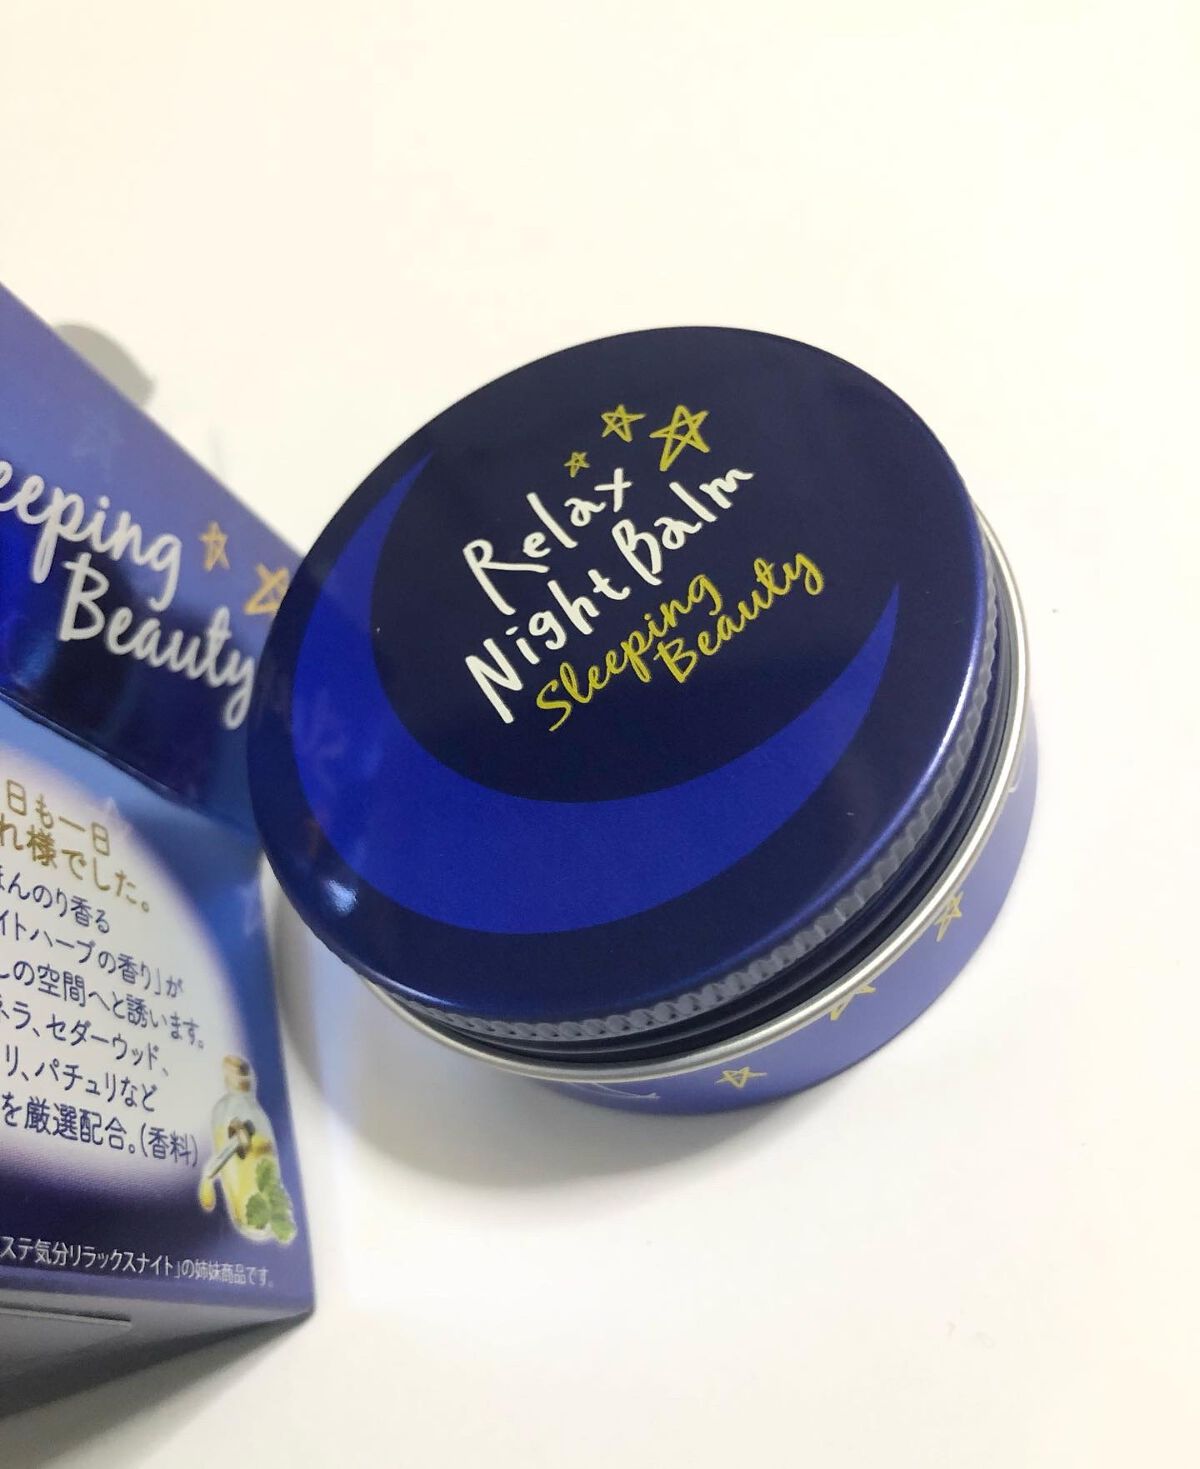 Relax
Night Balm
Sleeping
Beauty
eeping
Beauty
日も一日
れ様でした。
ほんのり香る
イトハーブの香り」が
しの空間へと誘います。
ネラ、セダーウッド、
リ、パチュリなど
を厳選配合。(香料)
ステ気分リラックスナイト」の姉妹商品です。